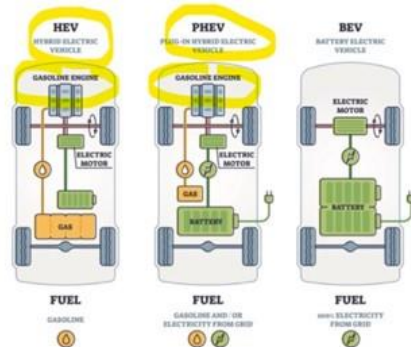 HEV
HYBRID ELECTRIC
VEHICLE
GASOLINE ENGINE
ELECTRIC
MOTOR
GAS
FUEL
GASOLINE
PHEV
PLUG-IN HYBRID ELECTRIC
VEHICLE
GASOLINE ENGINE
ELECTRIC
MOTOR
GAS
BATTERY
FUEL
GASOLINE AND / OR
ELECTRICITY FROM GRID
BEV
BATTERY ELECTRIC
VEHICLE
ELECTRIC
MOTOR
BATTERY
FUEL
100% ELECTRICITY
FROM GRID